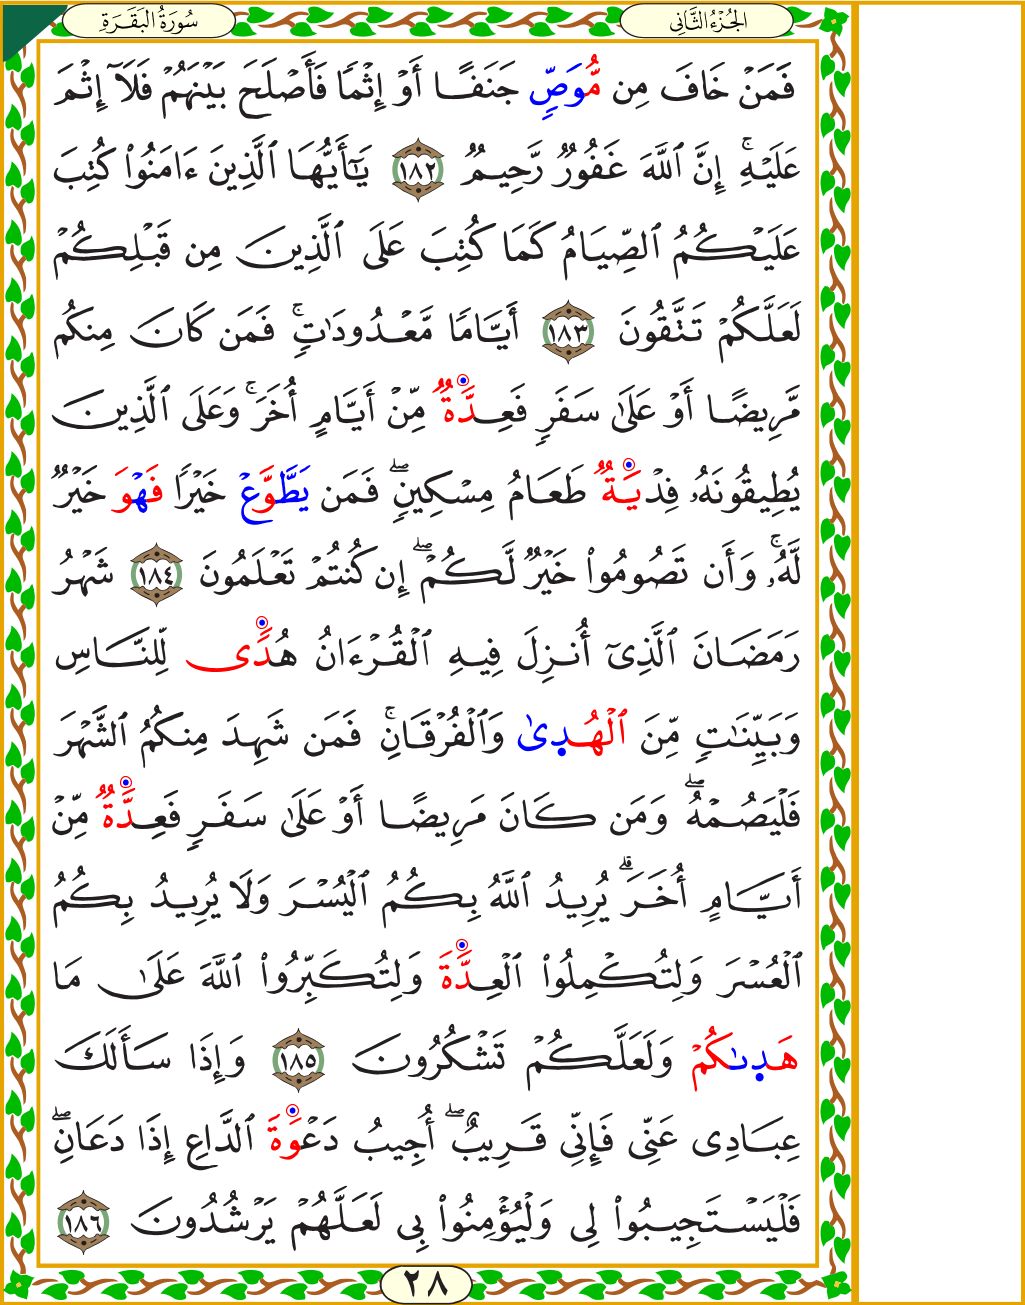 سُورَةُ البَقَرَةِ
الجُزْءُ الثَّانِي
فَمَنۡ خَافَ مِن مُّوَصّٖ جَنَفًا أَوۡ إِثۡمٗا فَأَصۡلَحَ بَيۡنَهُمۡ فَلَآ إِثۡمَ
عَلَيۡهِۚ إِنَّ ٱللَّهَ غَفُورٞ رَّحِيمٞ ١٨٢ يَٰٓأَيُّهَا ٱلَّذِينَ ءَامَنُواْ كُتِبَ
عَلَيۡكُمُ ٱلصِّيَامُ كَمَا كُتِبَ عَلَى ٱلَّذِينَ مِن قَبۡلِكُمۡ
لَعَلَّكُمۡ تَتَّقُونَ ١٨٣ أَيَّامٗا مَّعۡدُودَٰتٖۚ فَمَن كَانَ مِنكُم
مَّرِيضًا أَوۡ عَلَىٰ سَفَرٖ فَعِدَّةٞ مِّنۡ أَيَّامٍ أُخَرَۚ وَعَلَى ٱلَّذِينَ
يُطِيقُونَهُۥ فِدۡيَةٞ طَعَامُ مِسۡكِينٖۖ فَمَن يَطَّوَّعۡ خَيۡرٗا فَهۡوَ خَيۡرٞ
لَّهُۥۚ وَأَن تَصُومُواْ خَيۡرٞ لَّكُمۡۖ إِن كُنتُمۡ تَعۡلَمُونَ ١٨٤ شَهۡرُ
رَمَضَانَ ٱلَّذِيٓ أُنزِلَ فِيهِ ٱلۡقُرۡءَانُ هُدٗى لِّلنَّاسِ
وَبَيِّنَٰتٖ مِّنَ ٱلۡهُدٜىٰ وَٱلۡفُرۡقَانِۚ فَمَن شَهِدَ مِنكُمُ ٱلشَّهۡرَ
فَلۡيَصُمۡهُۖ وَمَن كَانَ مَرِيضًا أَوۡ عَلَىٰ سَفَرٖ فَعِدَّةٞ مِّنۡ
أَيَّامٍ أُخَرَۗ يُرِيدُ ٱللَّهُ بِكُمُ ٱلۡيُسۡرَ وَلَا يُرِيدُ بِكُمُ
ٱلۡعُسۡرَ وَلِتُكۡمِلُواْ ٱلۡعِدَّةَ وَلِتُكَبِّرُواْ ٱللَّهَ عَلَىٰ مَا
هَدٜىٰكُمۡ وَلَعَلَّكُمۡ تَشۡكُرُونَ ١٨٥ وَإِذَا سَأَلَكَ
عِبَادِي عَنِّي فَإِنِّي قَرِيبٌۖ أُجِيبُ دَعۡوَةَ ٱلدَّاعِ إِذَا دَعَانِۖ
فَلۡيَسۡتَجِيبُواْ لِي وَلۡيُؤۡمِنُواْ بِي لَعَلَّهُمۡ يَرۡشُدُونَ ١٨٦
٢٨